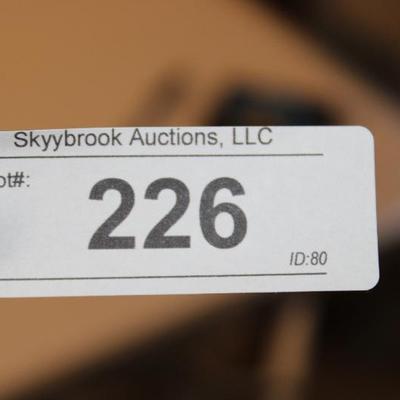 Skyybrook Auctions, LLC
ot#:
226
ID:80